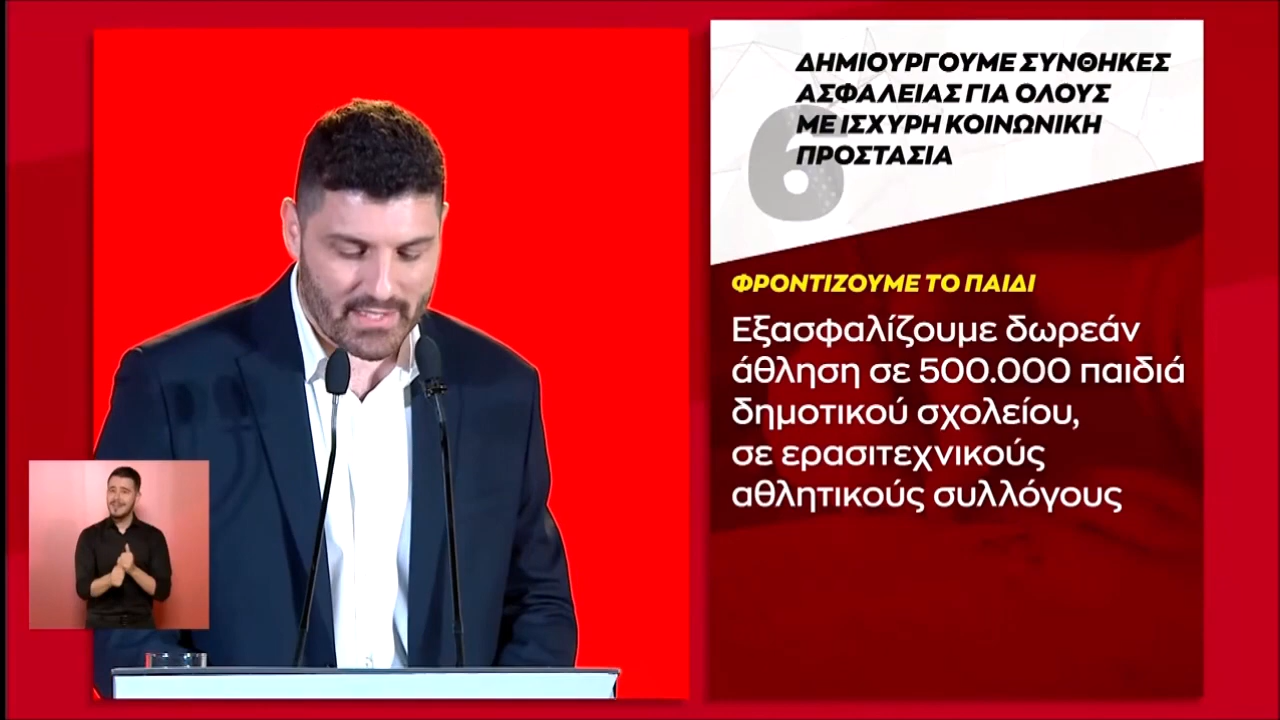 ΔΗΜΙΟΥΡΓΟΥΜΕ ΣΥΝΘΗΚΕΣ
ΑΣΦΑΛΕΙΑΣ ΓΙΑ ΟΛΟΥΣ
ΜΕ ΙΣΧΥΡΗ ΚΟΙΝΩΝΙΚΗ
ΠΡΟΣΤΑΣΙΑ
6
ΦΡΟΝΤΙΖΟΥΜΕ ΤΟ ΠΑΙΔΙ
Εξασφαλίζουμε δωρεάν
άθληση σε 500.000 παιδιά
δημοτικού σχολείου,
σε ερασιτεχνικούς
αθλητικούς συλλόγους